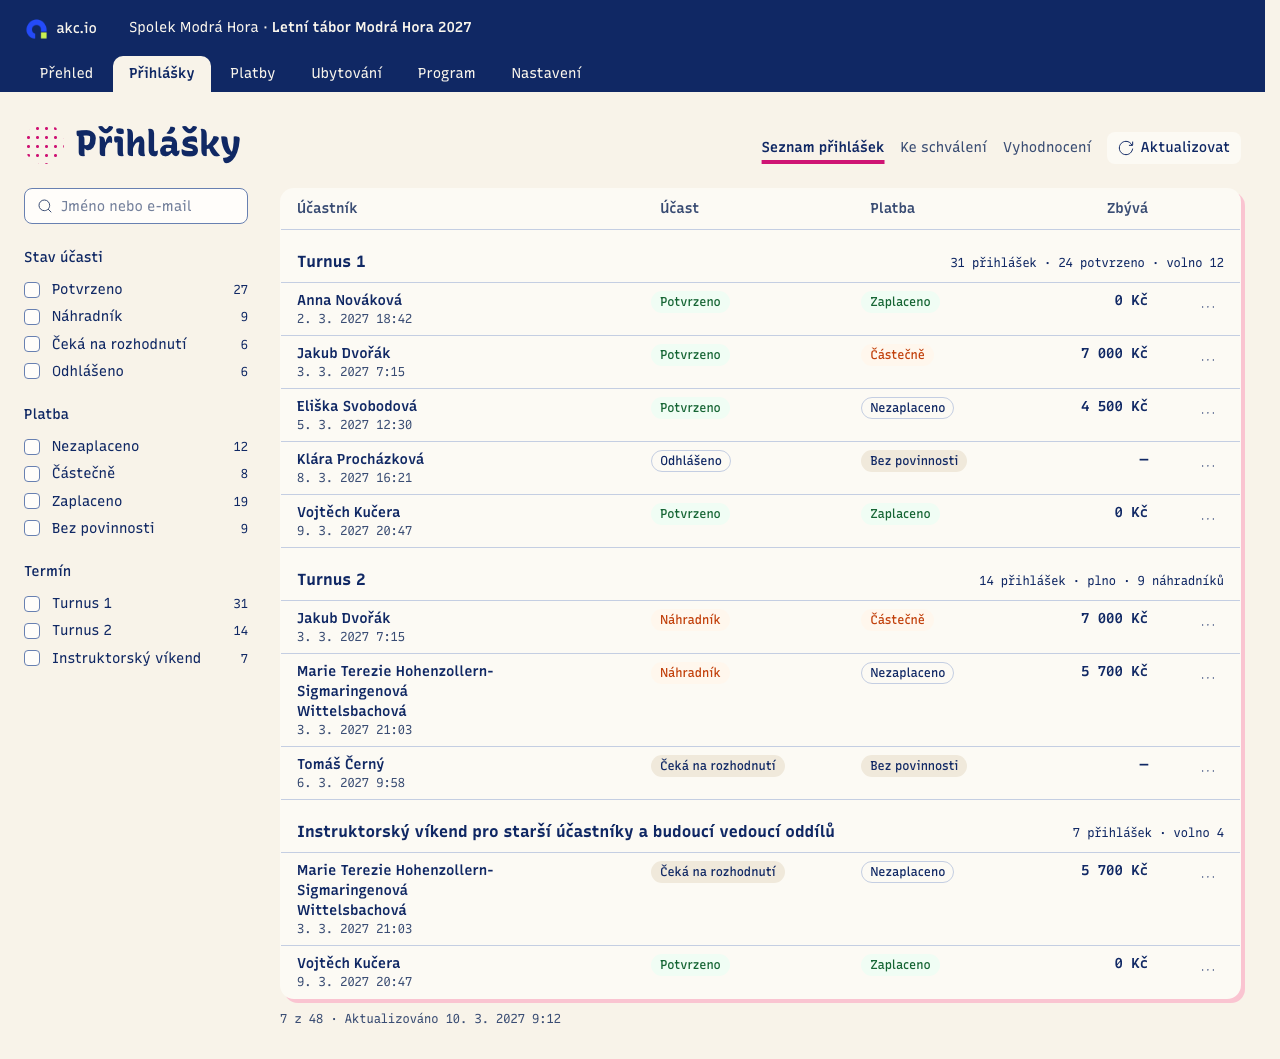 akc.io
Spolek Modrá Hora · Letní tábor Modrá Hora 2027
Přehled
Přihlášky
Platby
Ubytování
Program
Nastavení
Přihlášky
Seznam přihlášek
Ke schválení
Vyhodnocení
Aktualizovat
Jméno nebo e-mail
Stav účasti
Potvrzeno 27
Náhradník 9
Čeká na rozhodnutí 6
Odhlášeno 6
Platba
Nezaplaceno 12
Částečně 8
Zaplaceno 19
Bez povinnosti 9
Termín
Turnus 1 31
Turnus 2 14
Instruktorský víkend 7
Účastník Účast Platba Zbývá
Turnus 1 31 přihlášek · 24 potvrzeno · volno 12
Anna Nováková Potvrzeno Zaplaceno 0 Kč ...
2. 3. 2027 18:42
Jakub Dvořák Potvrzeno Částečně 7 000 Kč ...
3. 3. 2027 7:15
Eliška Svobodová Potvrzeno Nezaplaceno 4 500 Kč ...
5. 3. 2027 12:30
Klára Procházková Odhlášeno Bez povinnosti — ...
8. 3. 2027 16:21
Vojtěch Kučera Potvrzeno Zaplaceno 0 Kč ...
9. 3. 2027 20:47
Turnus 2 14 přihlášek · plno · 9 náhradníků
Jakub Dvořák Náhradník Částečně 7 000 Kč ...
3. 3. 2027 7:15
Marie Terezie Hohenzollern- Náhradník Nezaplaceno 5 700 Kč ...
Sigmaringenová
Wittelsbachová
3. 3. 2027 21:03
Tomáš Černý Čeká na rozhodnutí Bez povinnosti — ...
6. 3. 2027 9:58
Instruktorský víkend pro starší účastníky a budoucí vedoucí oddílů 7 přihlášek · volno 4
Marie Terezie Hohenzollern- Čeká na rozhodnutí Nezaplaceno 5 700 Kč ...
Sigmaringenová
Wittelsbachová
3. 3. 2027 21:03
Vojtěch Kučera Potvrzeno Zaplaceno 0 Kč ...
9. 3. 2027 20:47
7 z 48 · Aktualizováno 10. 3. 2027 9:12